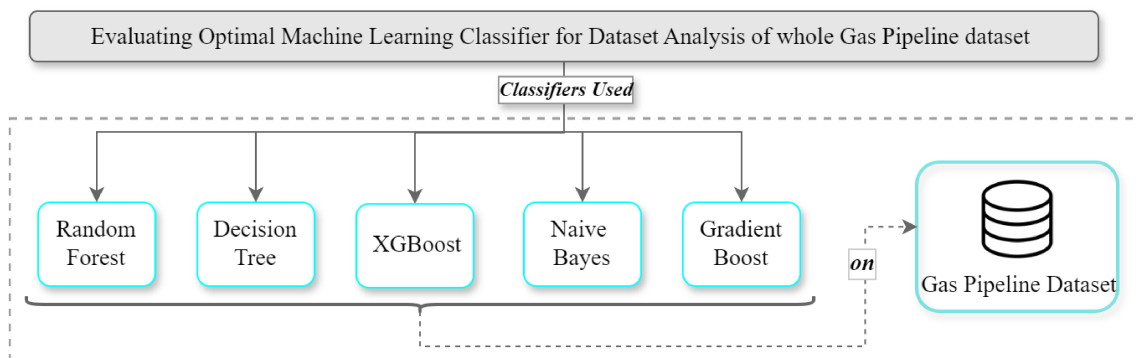 Evaluating Optimal Machine Learning Classifier for Dataset Analysis of whole Gas Pipeline dataset
Classifiers Used
Random
Forest
Decision
Tree
XGBoost
Naive
Bayes
Gradient
Boost
on
Gas Pipeline Dataset